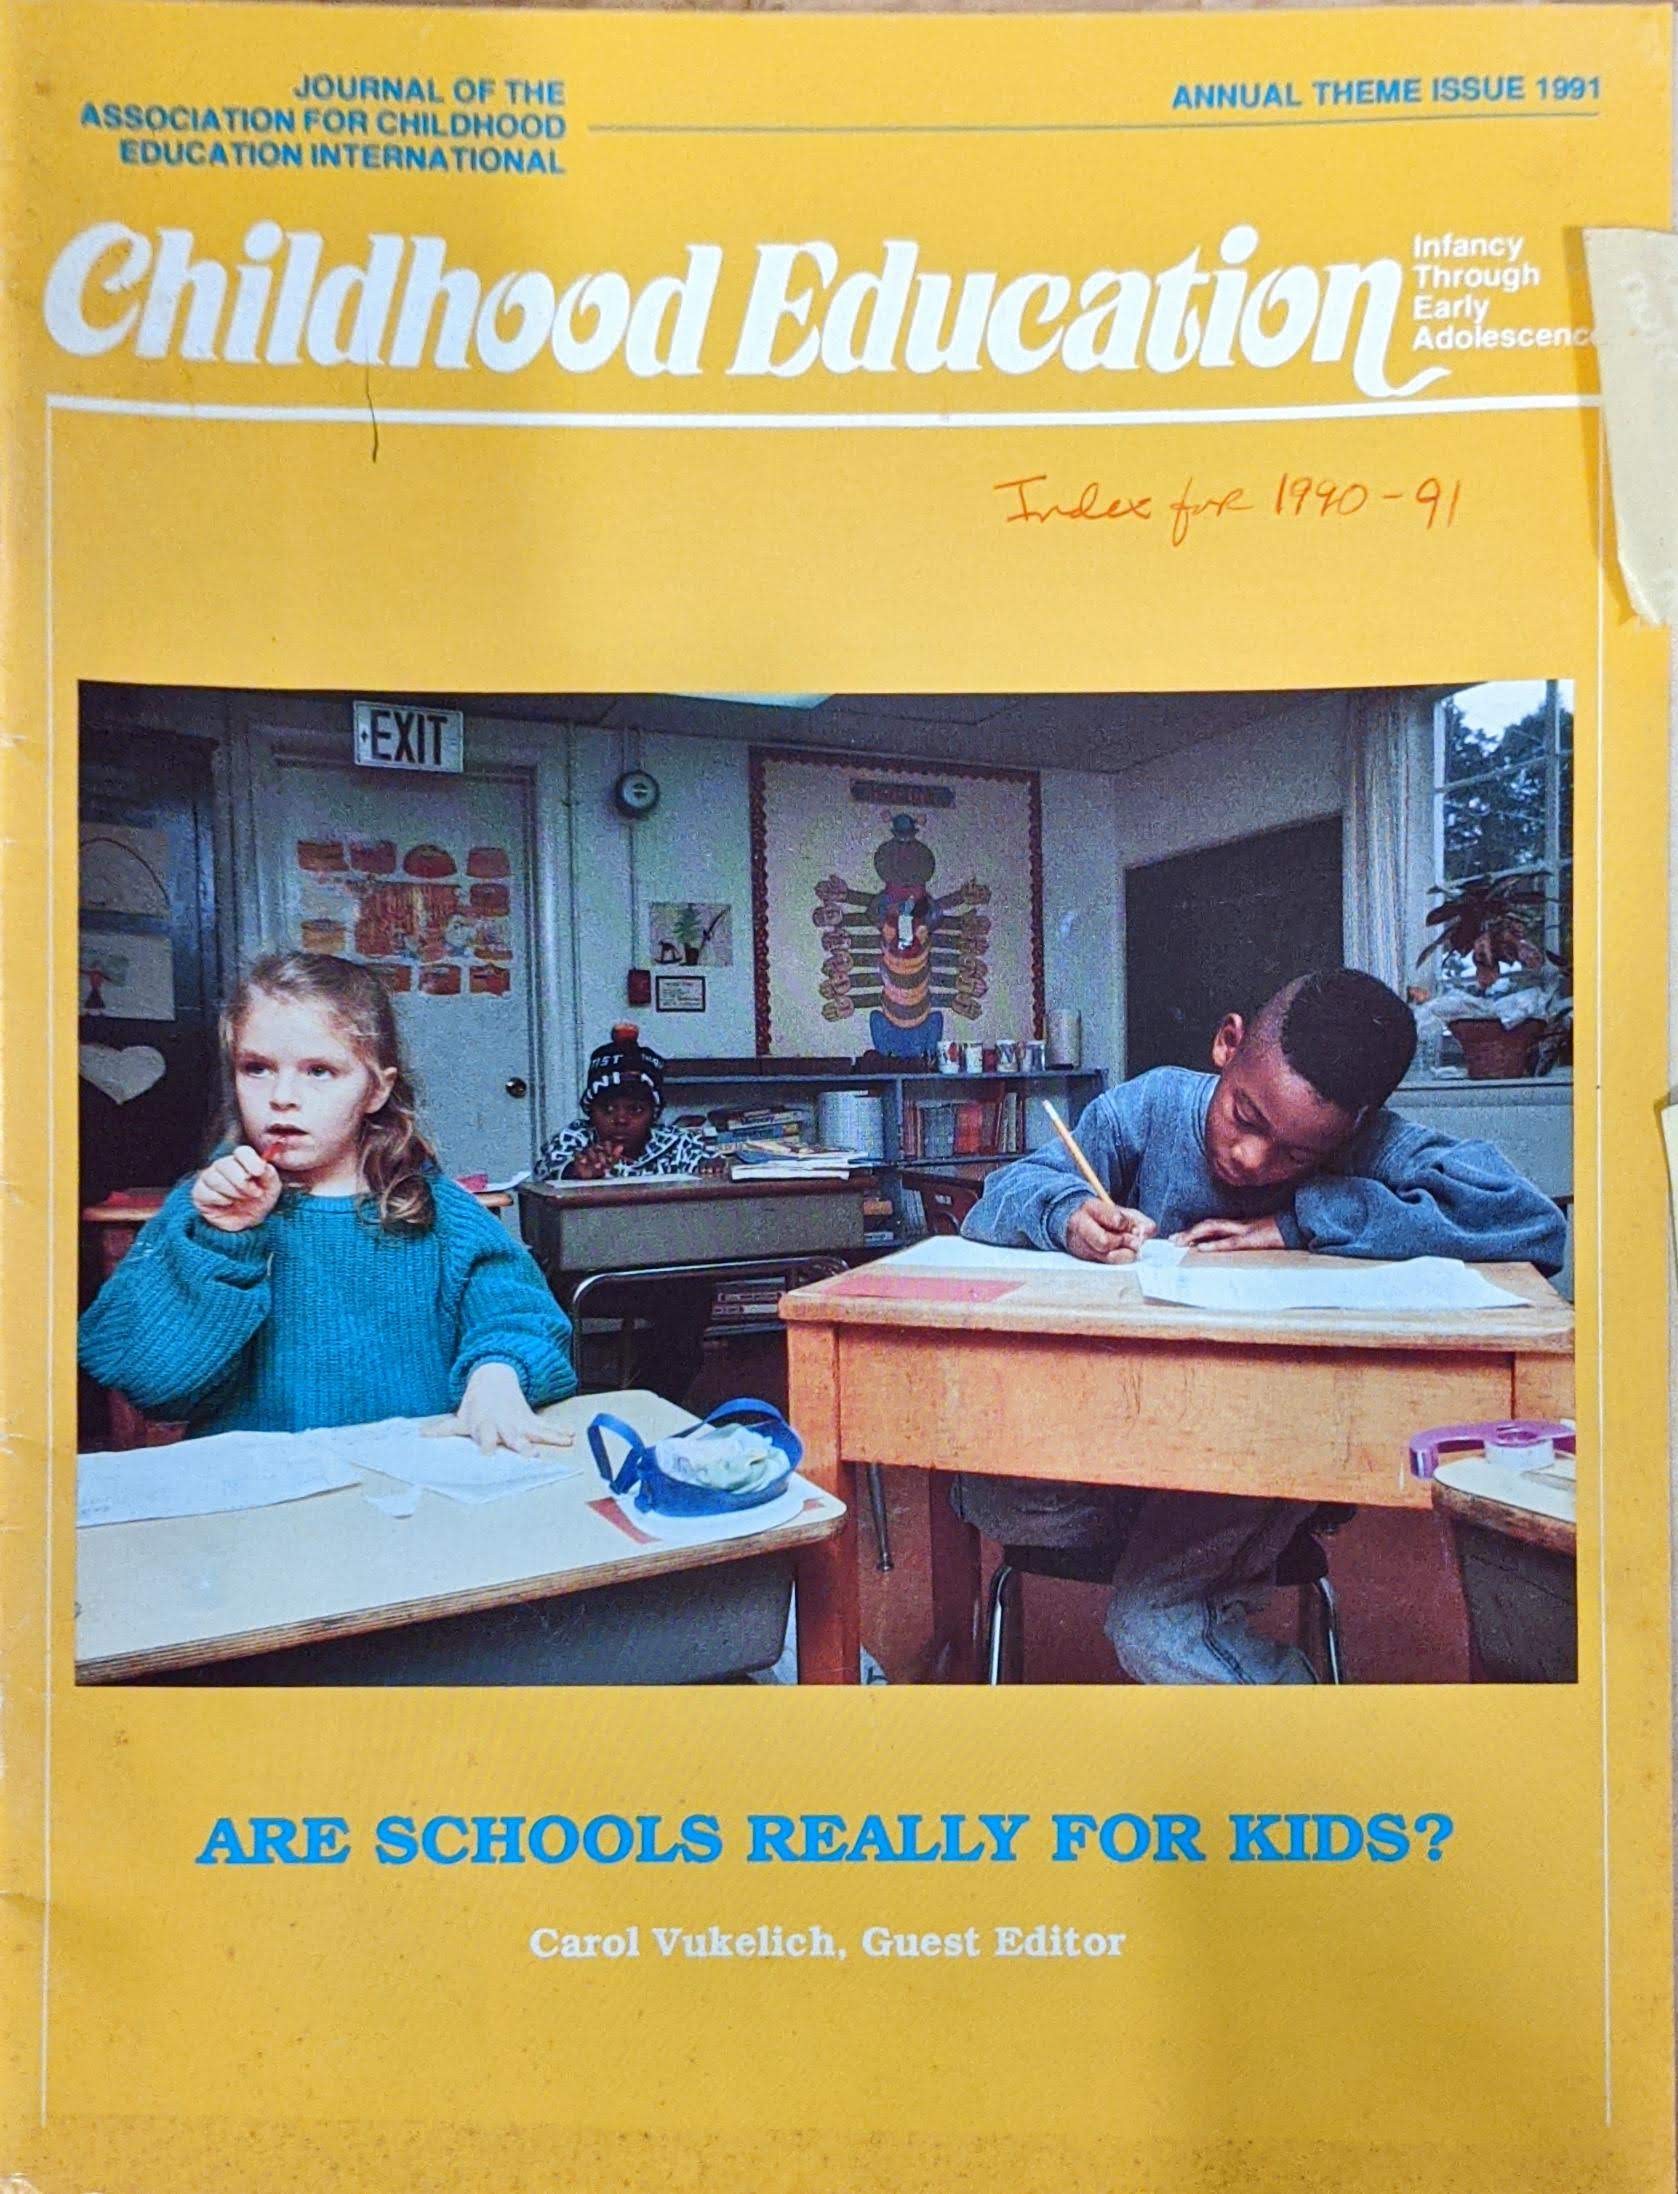 JOURNAL OF THE
ASSOCIATION FOR CHILDHOOD
EDUCATION INTERNATIONAL
ANNUAL THEME ISSUE 1991
Childhood Education
Infancy
Through
Early
Adolescenc
Index for 1990-91
EXIT
ARE SCHOOLS REALLY FOR KIDS?
Carol Vukelich, Guest Editor